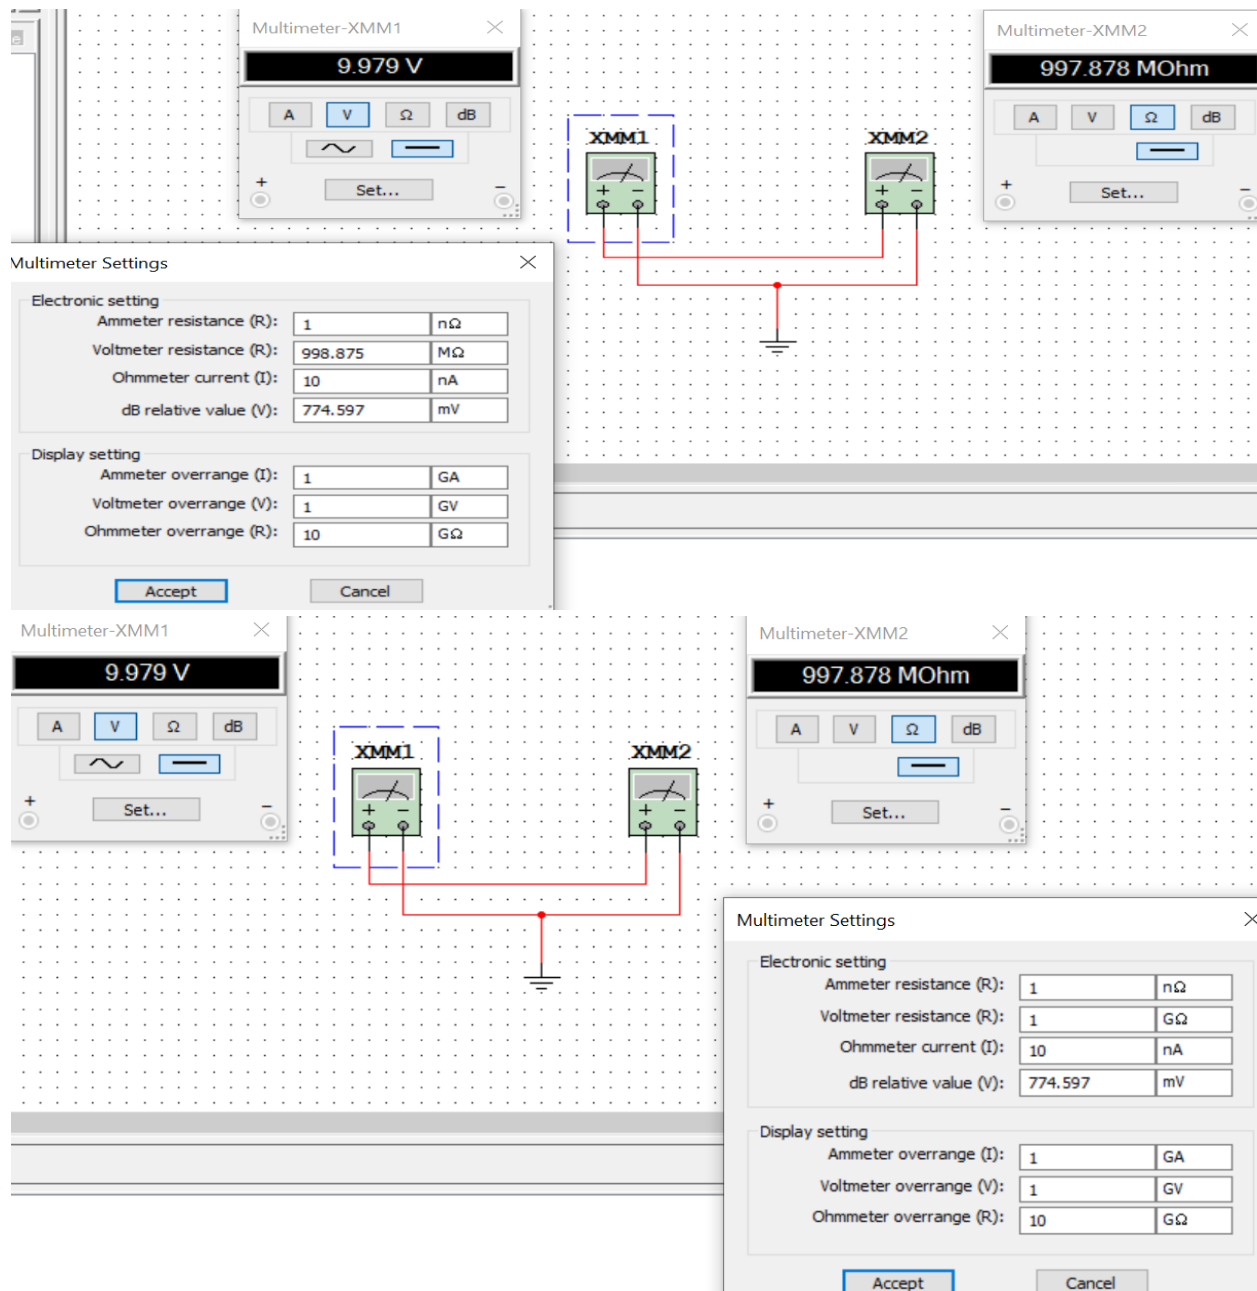 Multimeter-XMM1
9.979 V
A V Ω dB
+ Set... −
Multimeter-XMM2
997.878 MOhm
A V Ω dB
+ Set... −
XMM1 XMM2
+ − + −
Multimeter Settings
Electronic setting
Ammeter resistance (R): 1 nΩ
Voltmeter resistance (R): 998.875 MΩ
Ohmmeter current (I): 10 nA
dB relative value (V): 774.597 mV
Display setting
Ammeter overrange (I): 1 GA
Voltmeter overrange (V): 1 GV
Ohmmeter overrange (R): 10 GΩ
Accept Cancel
Multimeter-XMM1
9.979 V
A V Ω dB
+ Set... −
Multimeter-XMM2
997.878 MOhm
A V Ω dB
+ Set... −
XMM1 XMM2
+ − + −
Multimeter Settings
Electronic setting
Ammeter resistance (R): 1 nΩ
Voltmeter resistance (R): 1 GΩ
Ohmmeter current (I): 10 nA
dB relative value (V): 774.597 mV
Display setting
Ammeter overrange (I): 1 GA
Voltmeter overrange (V): 1 GV
Ohmmeter overrange (R): 10 GΩ
Accept Cancel